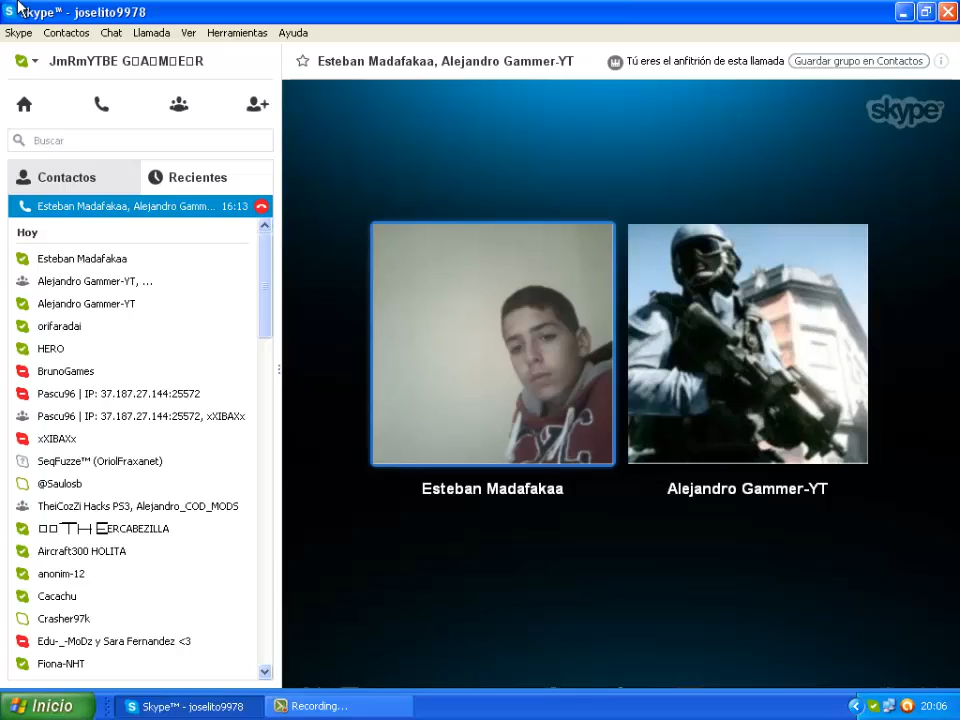 Skype™ - joselito9978
Skype Contactos Chat Llamada Ver Herramientas Ayuda
JmRmYTBE G□A□M□E□R
Esteban Madafakaa, Alejandro Gammer-YT
Tú eres el anfitrión de esta llamada
Guardar grupo en Contactos
skype
Buscar
Contactos
Recientes
Esteban Madafakaa, Alejandro Gamm... 16:13
Hoy
Esteban Madafakaa
Alejandro Gammer-YT, ...
Alejandro Gammer-YT
orifaradai
HERO
BrunoGames
Pascu96 | IP: 37.187.27.144:25572
Pascu96 | IP: 37.187.27.144:25572, xXIBAXx
xXIBAXx
SeqFuzze™ (OriolFraxanet)
@Saulosb
TheiCozZi Hacks PS3, Alejandro_COD_MODS
□□TH EERCABEZILLA
Aircraft300 HOLITA
anonim-12
Cacachu
Crasher97k
Edu-_-MoDz y Sara Fernandez <3
Fiona-NHT
Esteban Madafakaa
Alejandro Gammer-YT
Inicio
Skype™ - joselito9978
Recording...
20:06